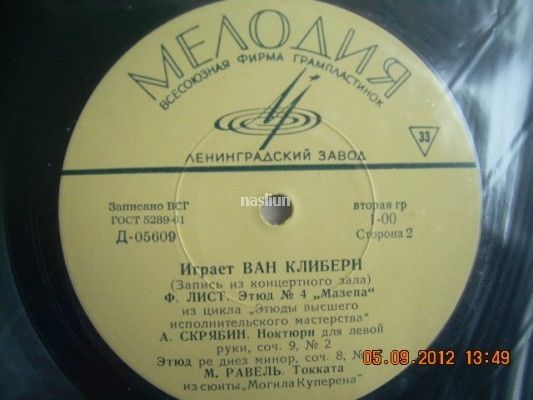 МЕЛОДИЯ
ВСЕСОЮЗНАЯ ФИРМА ГРАМПЛАСТИНОК
33
ЛЕНИНГРАДСКИЙ ЗАВОД
Записано ВСГ
ГОСТ 5289-61
Д-05609
nasliun
вторая гр
1-00
Сторона 2
Играет ВАН КЛИБЕРН
(Запись из концертного зала)
Ф. ЛИСТ. Этюд № 4 „Мазепа“
из цикла „Этюды высшего
исполнительского мастерства“
А. СКРЯБИН. Ноктюрн для левой
руки, соч. 9, № 2
Этюд ре диез минор, соч. 8, №
М. РАВЕЛЬ. Токката
из сюиты „Могила Куперена“
05.09.2012 13:49